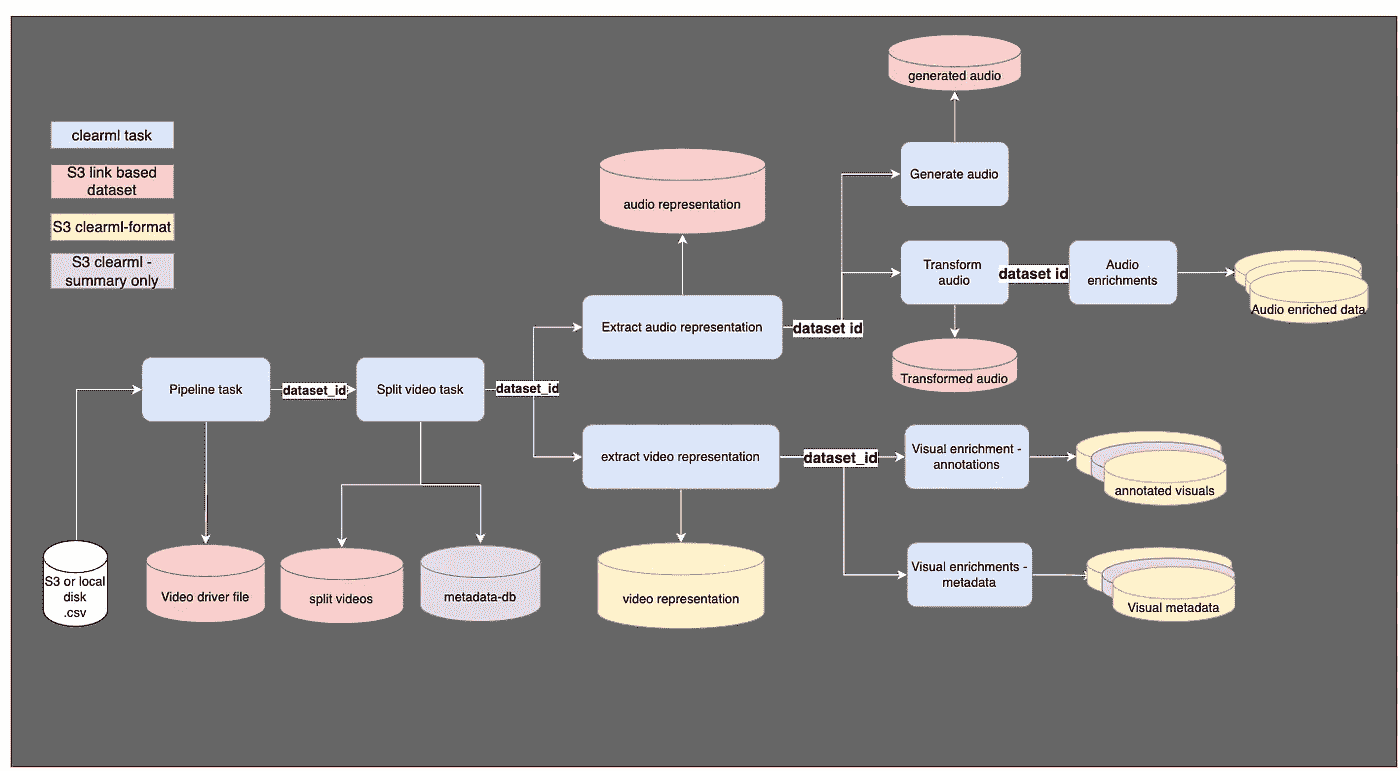 generated audio
clearml task
S3 link based
dataset
Generate audio
audio representation
S3 clearml-format
S3 clearml -
summary only
Transform
audio
dataset id
Audio
enrichments
Audio enriched data
Extract audio representation
dataset id
Transformed audio
Pipeline task
dataset_id
Split video task
dataset_id
extract video representation
dataset_id
Visual enrichment -
annotations
annotated visuals
S3 or local
disk
.csv
Video driver file
split videos
metadata-db
video representation
Visual enrichments -
metadata
Visual metadata